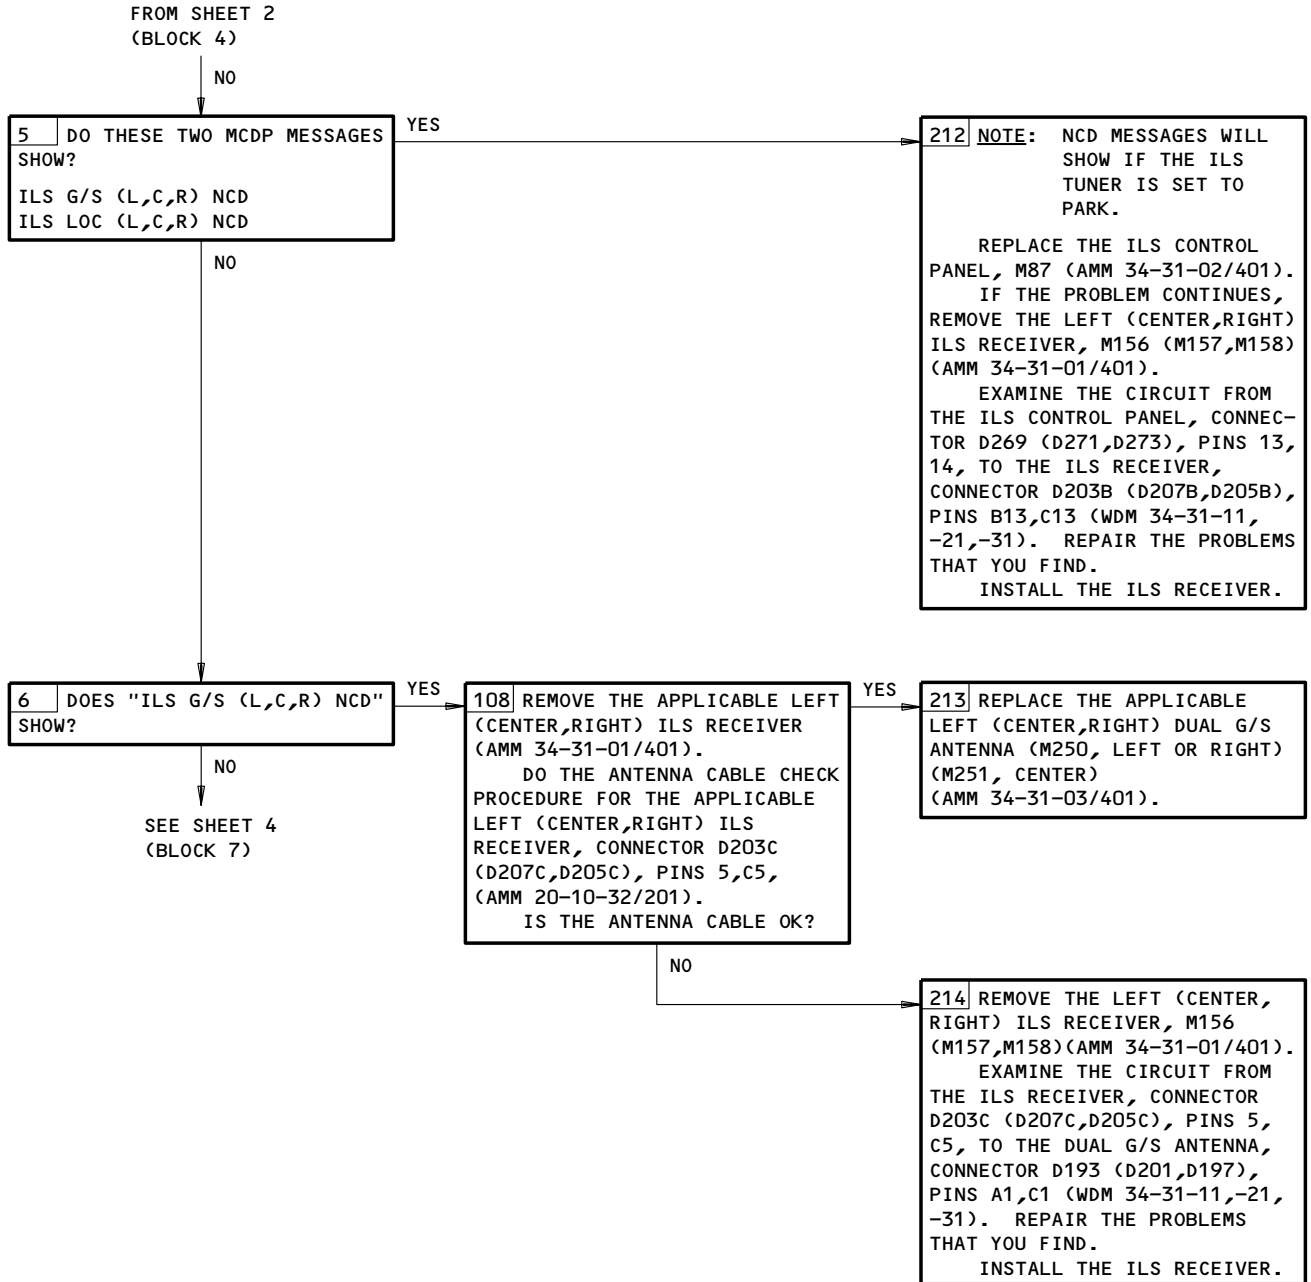 FROM SHEET 2
(BLOCK 4)
NO
5 DO THESE TWO MCDP MESSAGES
SHOW?
ILS G/S (L,C,R) NCD
ILS LOC (L,C,R) NCD
YES
NO
212 NOTE: NCD MESSAGES WILL
SHOW IF THE ILS
TUNER IS SET TO
PARK.
REPLACE THE ILS CONTROL
PANEL, M87 (AMM 34-31-02/401).
IF THE PROBLEM CONTINUES,
REMOVE THE LEFT (CENTER,RIGHT)
ILS RECEIVER, M156 (M157,M158)
(AMM 34-31-01/401).
EXAMINE THE CIRCUIT FROM
THE ILS CONTROL PANEL, CONNEC-
TOR D269 (D271,D273), PINS 13,
14, TO THE ILS RECEIVER,
CONNECTOR D203B (D207B,D205B),
PINS B13,C13 (WDM 34-31-11,
-21,-31). REPAIR THE PROBLEMS
THAT YOU FIND.
INSTALL THE ILS RECEIVER.
6 DOES "ILS G/S (L,C,R) NCD"
SHOW?
YES
NO
SEE SHEET 4
(BLOCK 7)
108 REMOVE THE APPLICABLE LEFT
(CENTER,RIGHT) ILS RECEIVER
(AMM 34-31-01/401).
DO THE ANTENNA CABLE CHECK
PROCEDURE FOR THE APPLICABLE
LEFT (CENTER,RIGHT) ILS
RECEIVER, CONNECTOR D203C
(D207C,D205C), PINS 5,C5,
(AMM 20-10-32/201).
IS THE ANTENNA CABLE OK?
YES
NO
213 REPLACE THE APPLICABLE
LEFT (CENTER,RIGHT) DUAL G/S
ANTENNA (M250, LEFT OR RIGHT)
(M251, CENTER)
(AMM 34-31-03/401).
214 REMOVE THE LEFT (CENTER,
RIGHT) ILS RECEIVER, M156
(M157,M158)(AMM 34-31-01/401).
EXAMINE THE CIRCUIT FROM
THE ILS RECEIVER, CONNECTOR
D203C (D207C,D205C), PINS 5,
C5, TO THE DUAL G/S ANTENNA,
CONNECTOR D193 (D201,D197),
PINS A1,C1 (WDM 34-31-11,-21,
-31). REPAIR THE PROBLEMS
THAT YOU FIND.
INSTALL THE ILS RECEIVER.